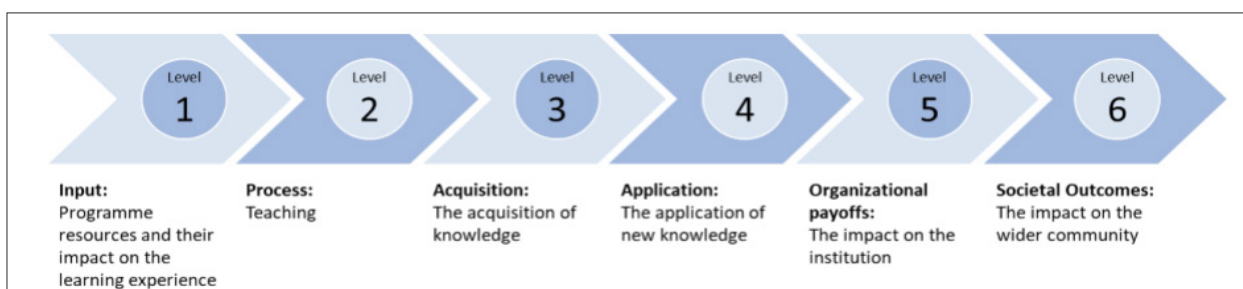 Level
1
Level
2
Level
3
Level
4
Level
5
Level
6
Input:
Programme
resources and their
impact on the
learning experience
Process:
Teaching
Acquisition:
The acquisition of
knowledge
Application:
The application of
new knowledge
Organizational
payoffs:
The impact on the
institution
Societal Outcomes:
The impact on the
wider community